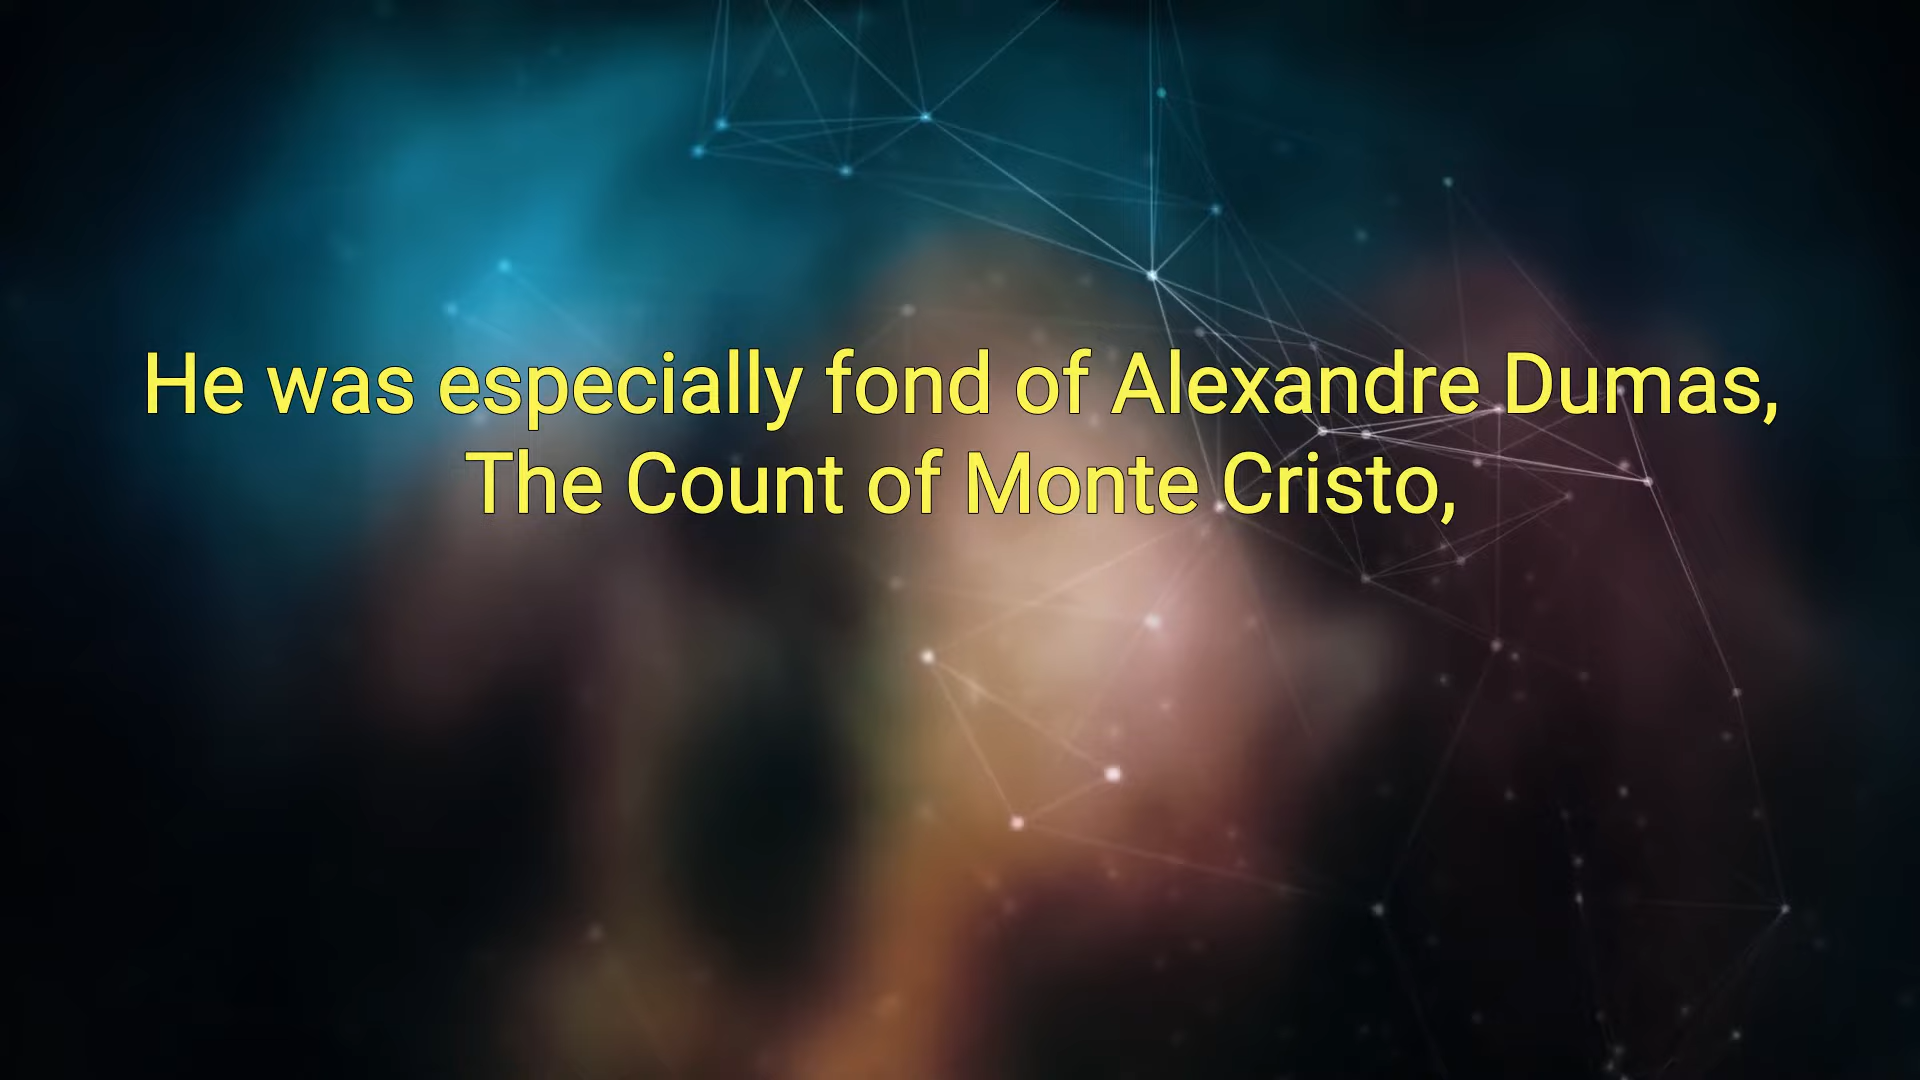 He was especially fond of Alexandre Dumas,
The Count of Monte Cristo,